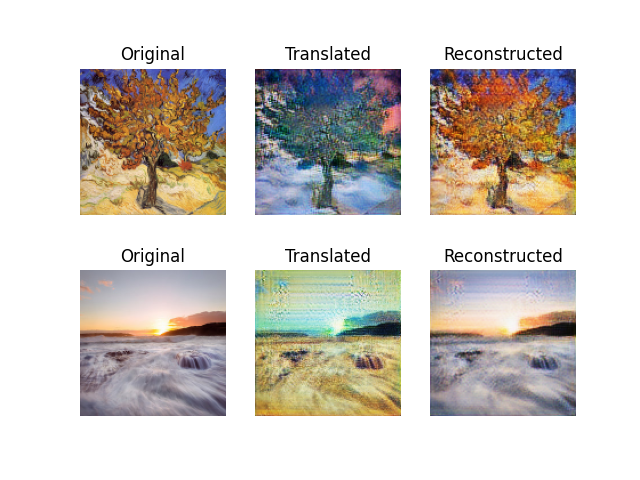 Original
Translated
Reconstructed
Original
Translated
Reconstructed